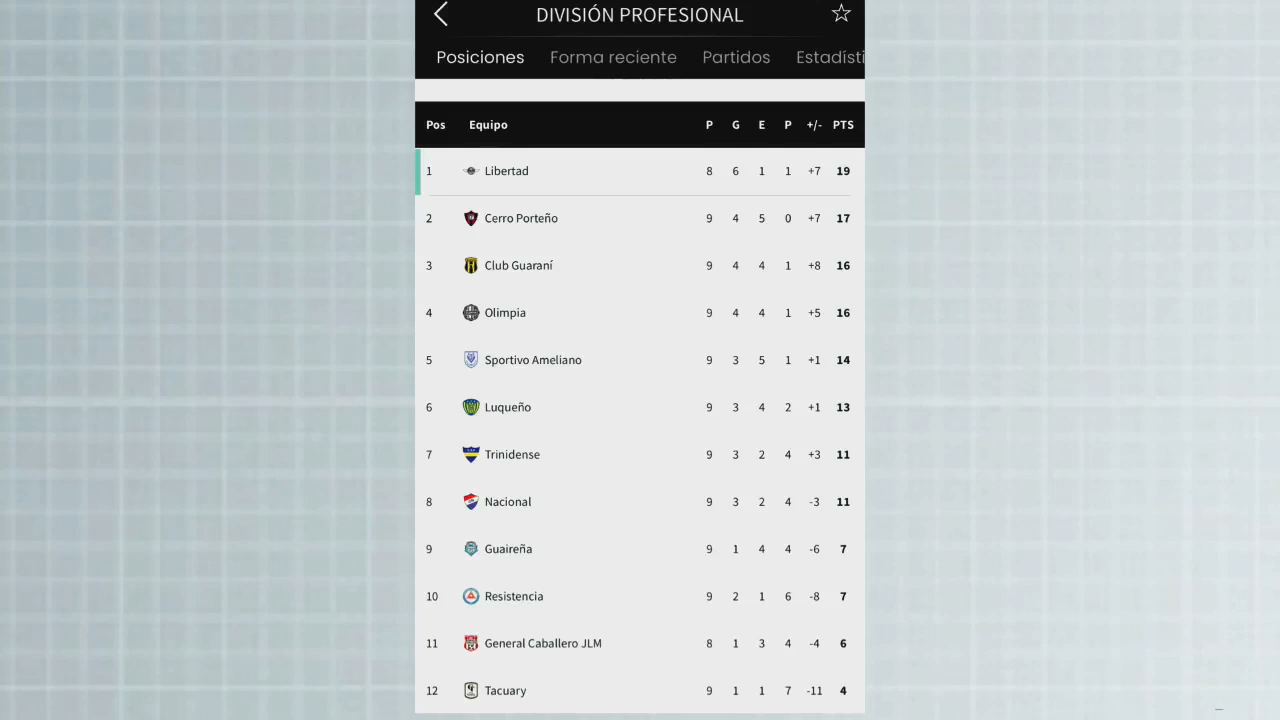 DIVISIÓN PROFESIONAL
Posiciones Forma reciente Partidos Estadísti
Pos Equipo P G E P +/- PTS
1 Libertad 8 6 1 1 +7 19
2 Cerro Porteño 9 4 5 0 +7 17
3 Club Guaraní 9 4 4 1 +8 16
4 Olimpia 9 4 4 1 +5 16
5 Sportivo Ameliano 9 3 5 1 +1 14
6 Luqueño 9 3 4 2 +1 13
7 Trinidense 9 3 2 4 +3 11
8 Nacional 9 3 2 4 -3 11
9 Guaireña 9 1 4 4 -6 7
10 Resistencia 9 2 1 6 -8 7
11 General Caballero JLM 8 1 3 4 -4 6
12 Tacuary 9 1 1 7 -11 4